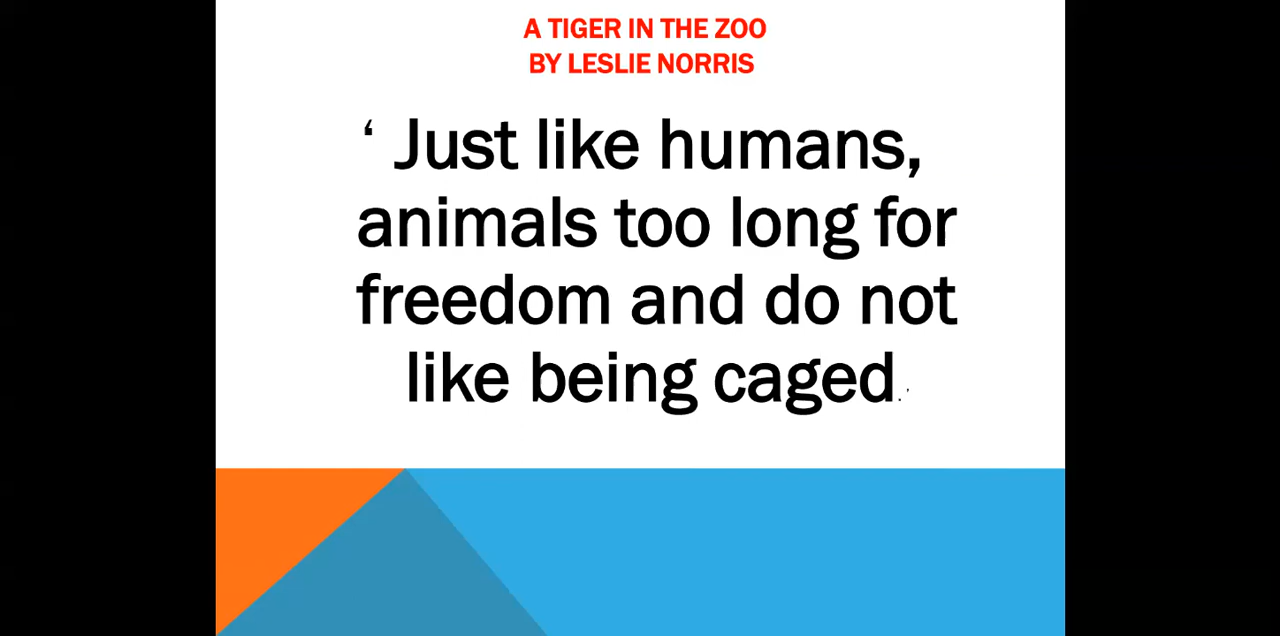 A TIGER IN THE ZOO
BY LESLIE NORRIS
‘ Just like humans,
animals too long for
freedom and do not
like being caged.’